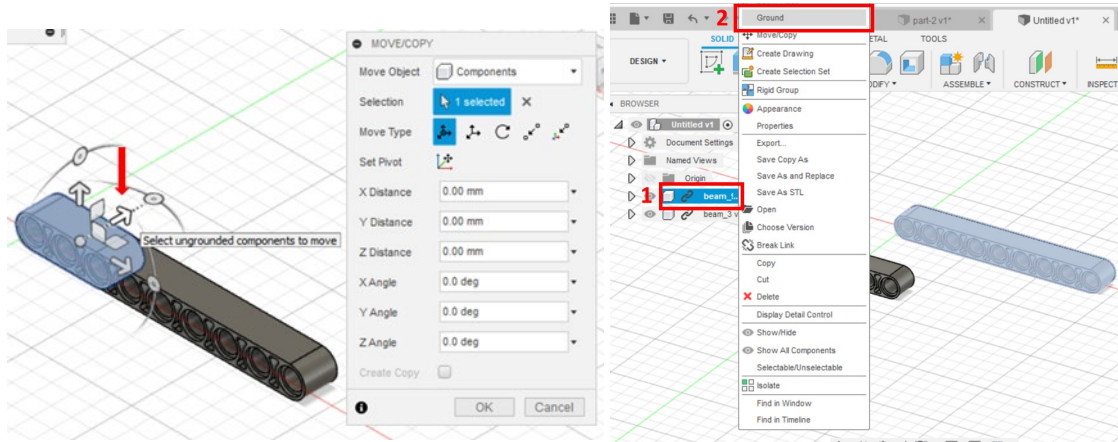 MOVE/COPY
Move Object Components
Selection 1 selected
Move Type
Set Pivot
X Distance 0.00 mm
Y Distance 0.00 mm
Z Distance 0.00 mm
X Angle 0.0 deg
Y Angle 0.0 deg
Z Angle 0.0 deg
Create Copy
OK Cancel
Select ungrounded components to move
2
part-2 v1*
Untitled v1*
SOLID
TOOLS
DESIGN
ASSEMBLE
CONSTRUCT
INSPECT
BROWSER
Untitled v1
Document Settings
Named Views
Origin
1
beam_1...
beam_3 v
Ground
Move/Copy
Create Drawing
Create Selection Set
Rigid Group
Appearance
Properties
Export...
Save Copy As
Save As and Replace
Save As STL
Open
Choose Version
Break Link
Copy
Cut
Delete
Display Detail Control
Show/Hide
Show All Components
Selectable/Unselectable
Isolate
Find in Window
Find in Timeline